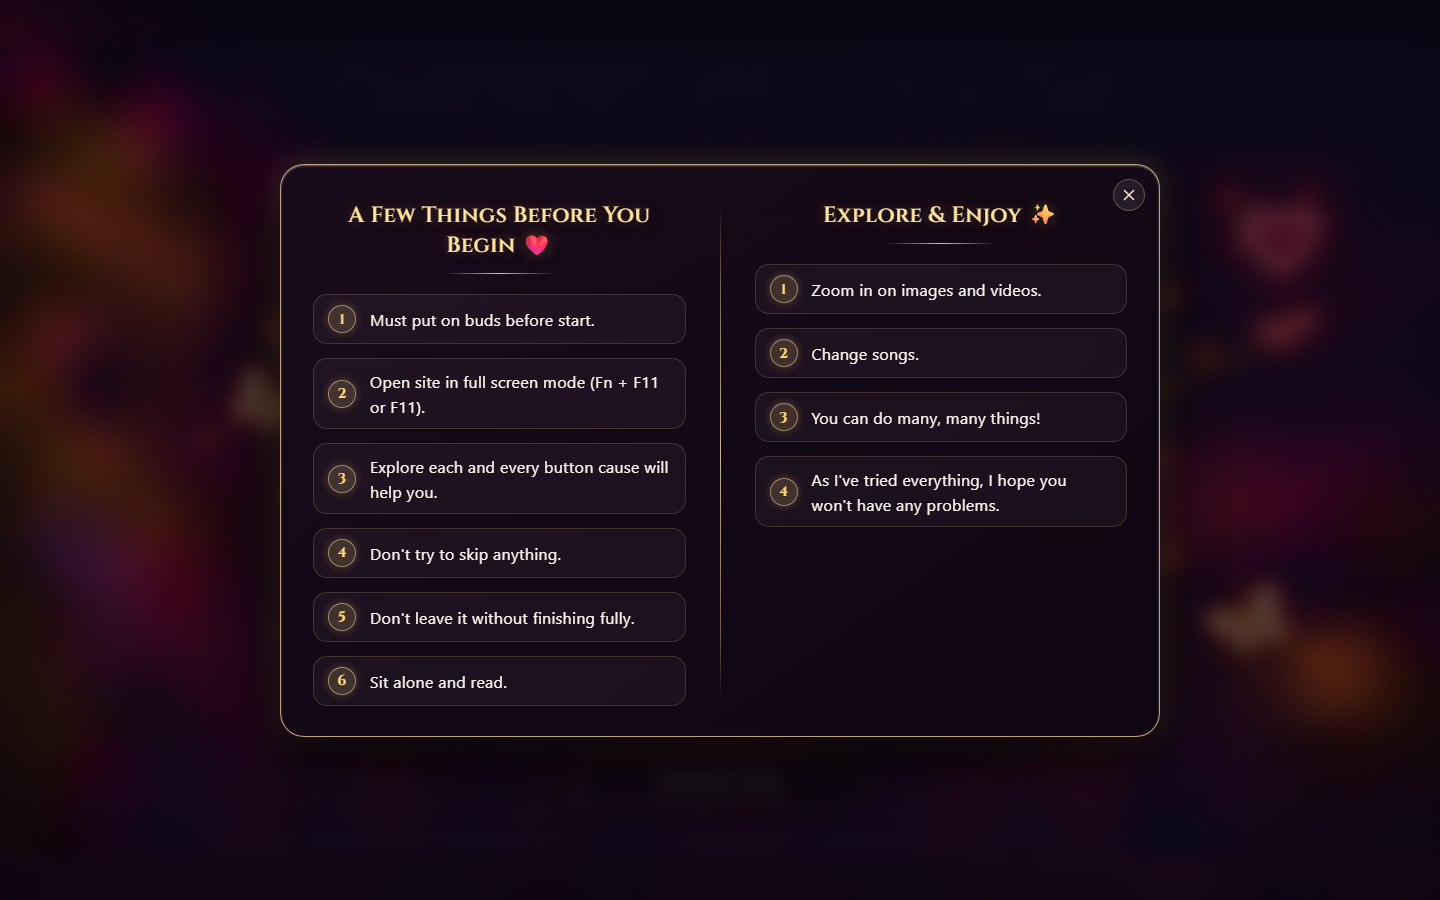 A Few Things Before You
Begin 💖
1 Must put on buds before start.
2 Open site in full screen mode (Fn + F11
or F11).
3 Explore each and every button cause will
help you.
4 Don't try to skip anything.
5 Don't leave it without finishing fully.
6 Sit alone and read.
Explore & Enjoy ✨
1 Zoom in on images and videos.
2 Change songs.
3 You can do many, many things!
4 As I've tried everything, I hope you
won't have any problems.